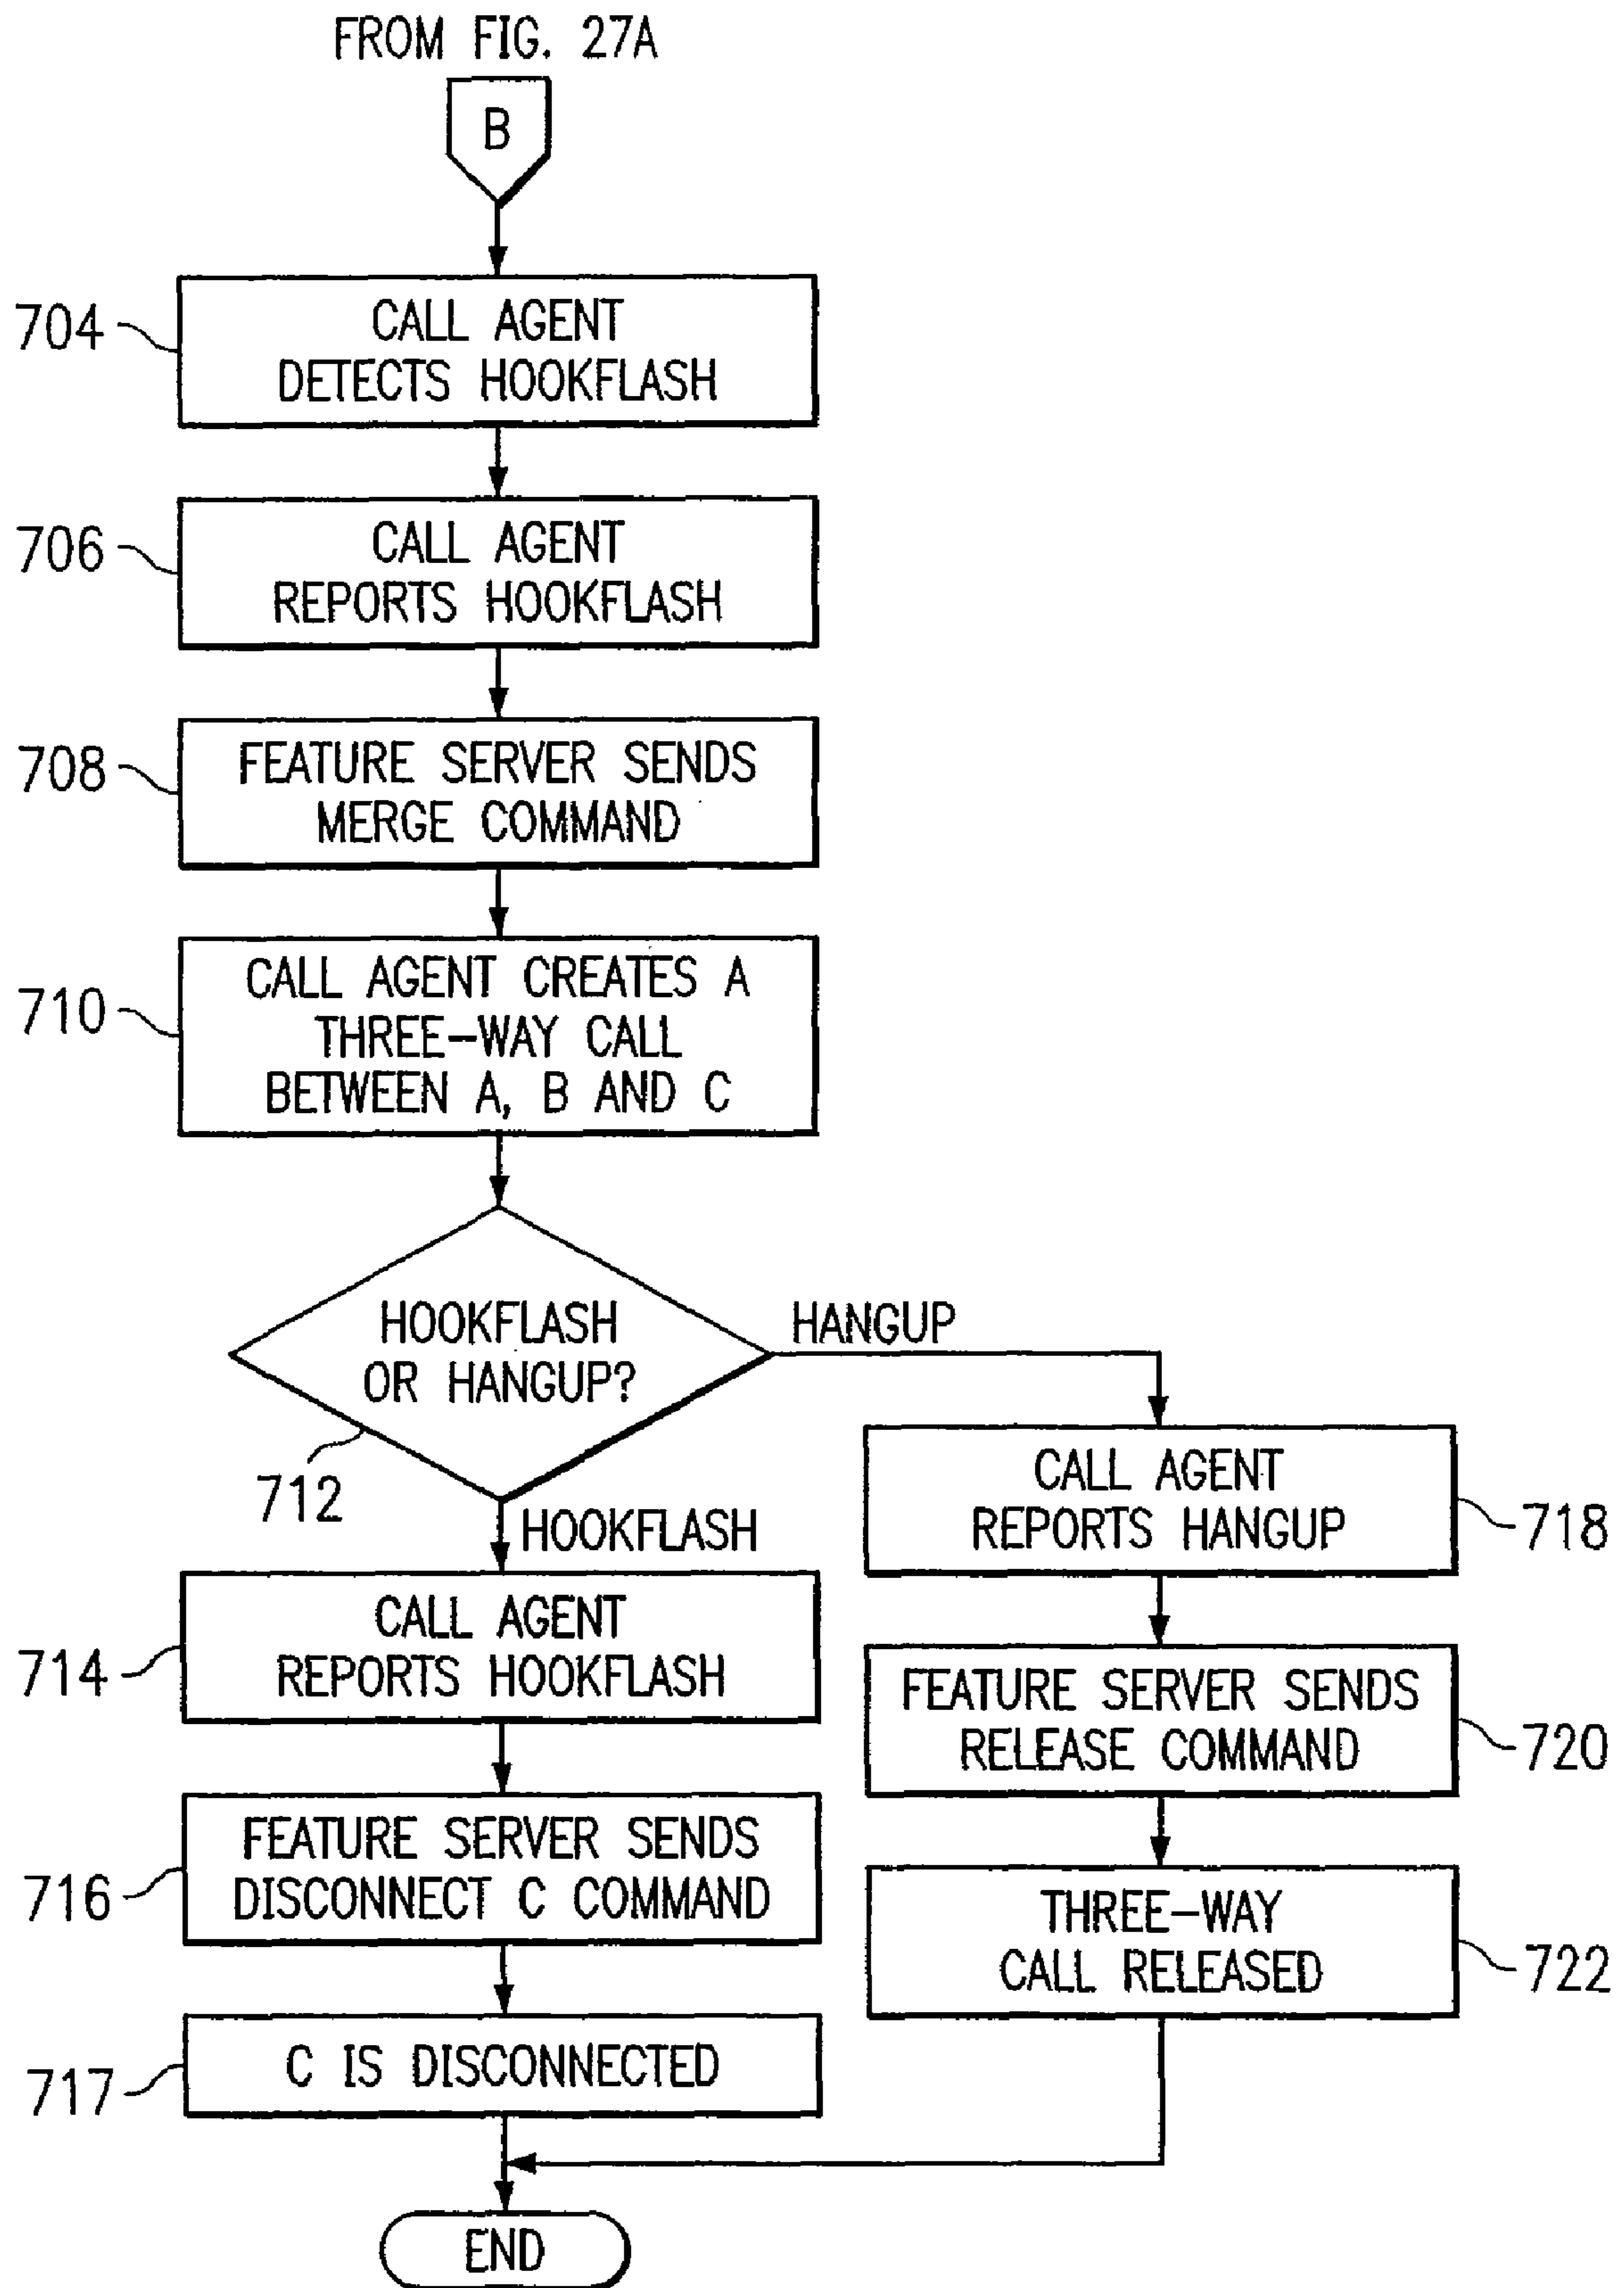 FROM FIG. 27A
B
704
CALL AGENT
DETECTS HOOKFLASH
706
CALL AGENT
REPORTS HOOKFLASH
708
FEATURE SERVER SENDS
MERGE COMMAND
710
CALL AGENT CREATES A
THREE-WAY CALL
BETWEEN A, B AND C
HOOKFLASH
OR HANGUP?
712
HANGUP
HOOKFLASH
714
CALL AGENT
REPORTS HOOKFLASH
716
FEATURE SERVER SENDS
DISCONNECT C COMMAND
717
C IS DISCONNECTED
CALL AGENT
REPORTS HANGUP
718
FEATURE SERVER SENDS
RELEASE COMMAND
720
THREE-WAY
CALL RELEASED
722
END